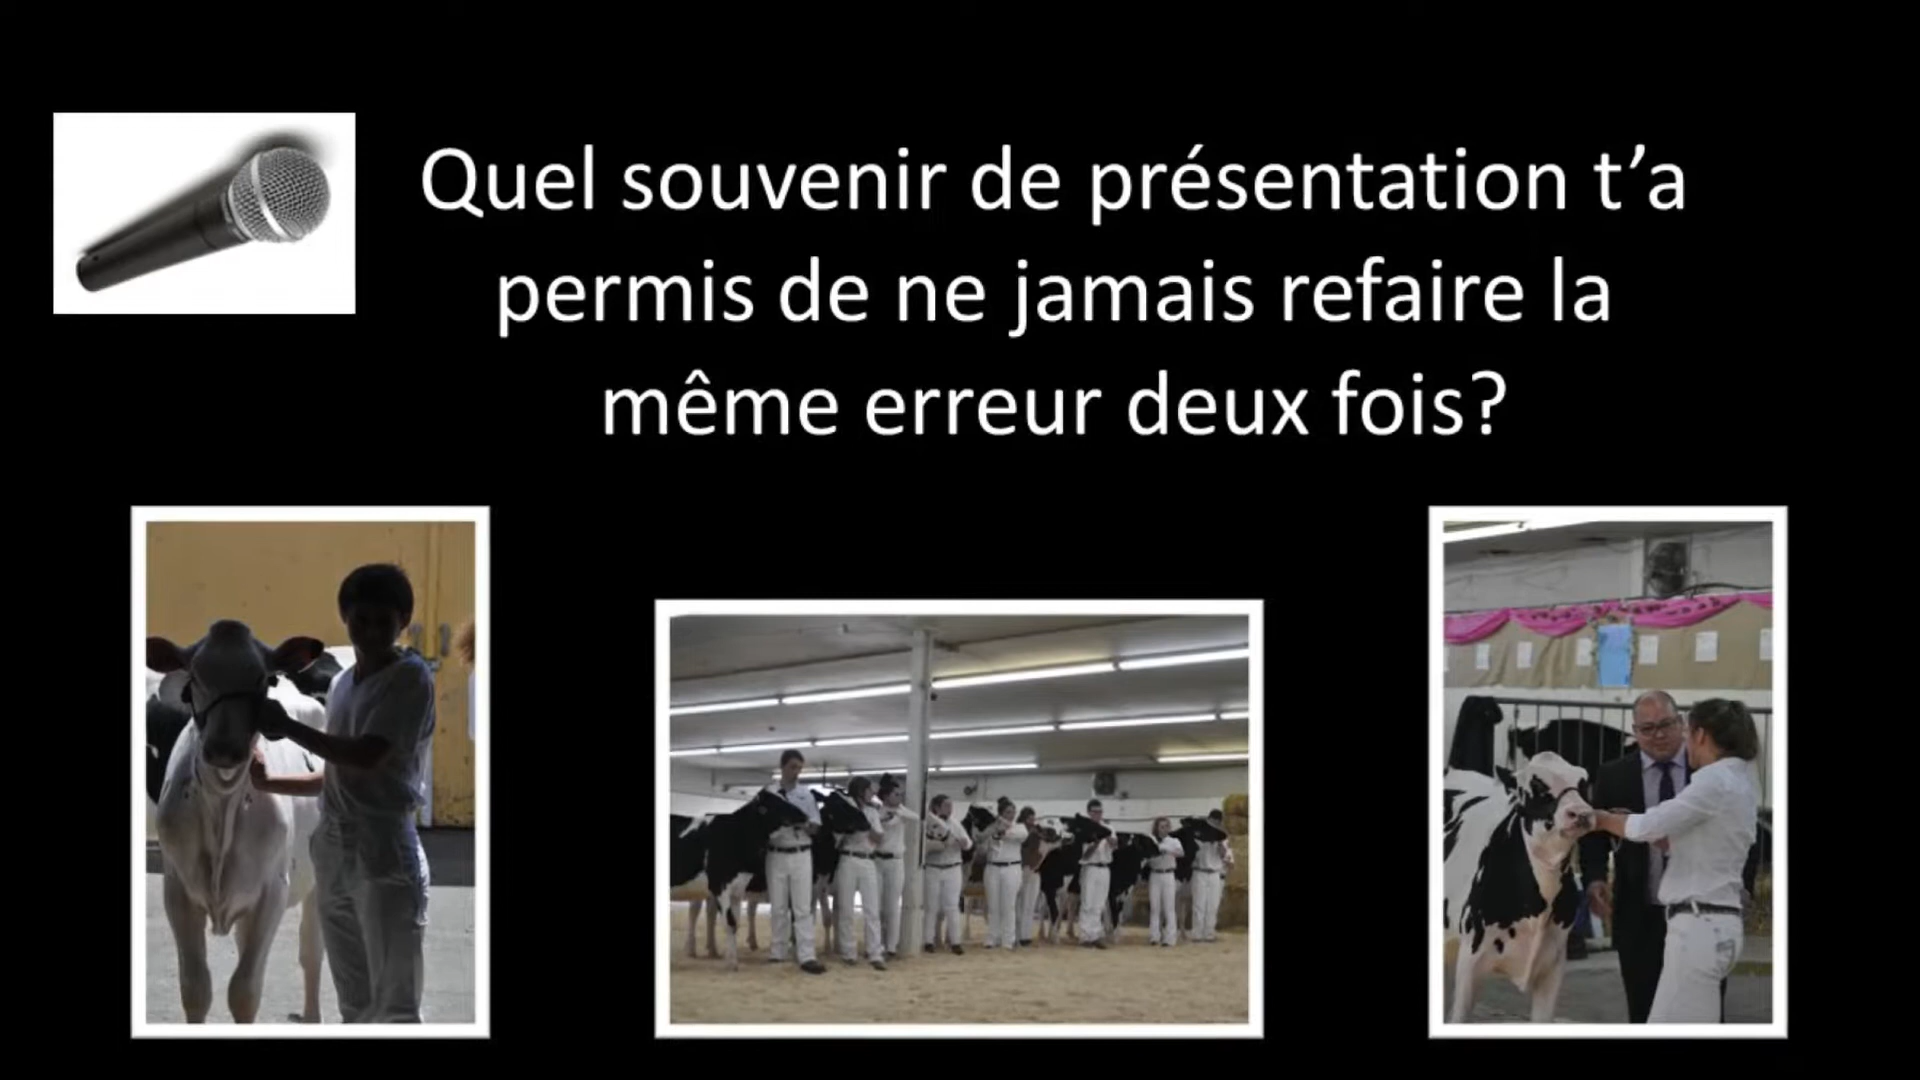 Quel souvenir de présentation t’a
permis de ne jamais refaire la
même erreur deux fois?